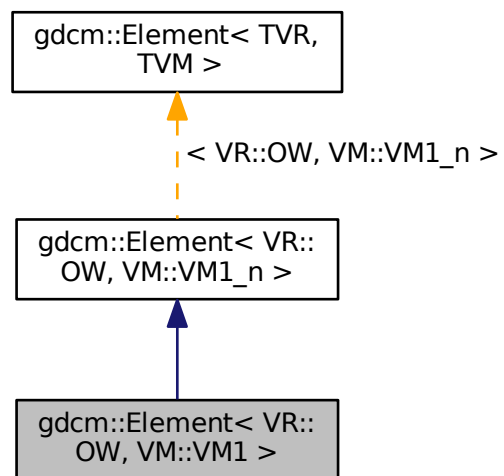 gdcm::Element< TVR,
TVM >
< VR::OW, VM::VM1_n >
gdcm::Element< VR::
OW, VM::VM1_n >
gdcm::Element< VR::
OW, VM::VM1 >